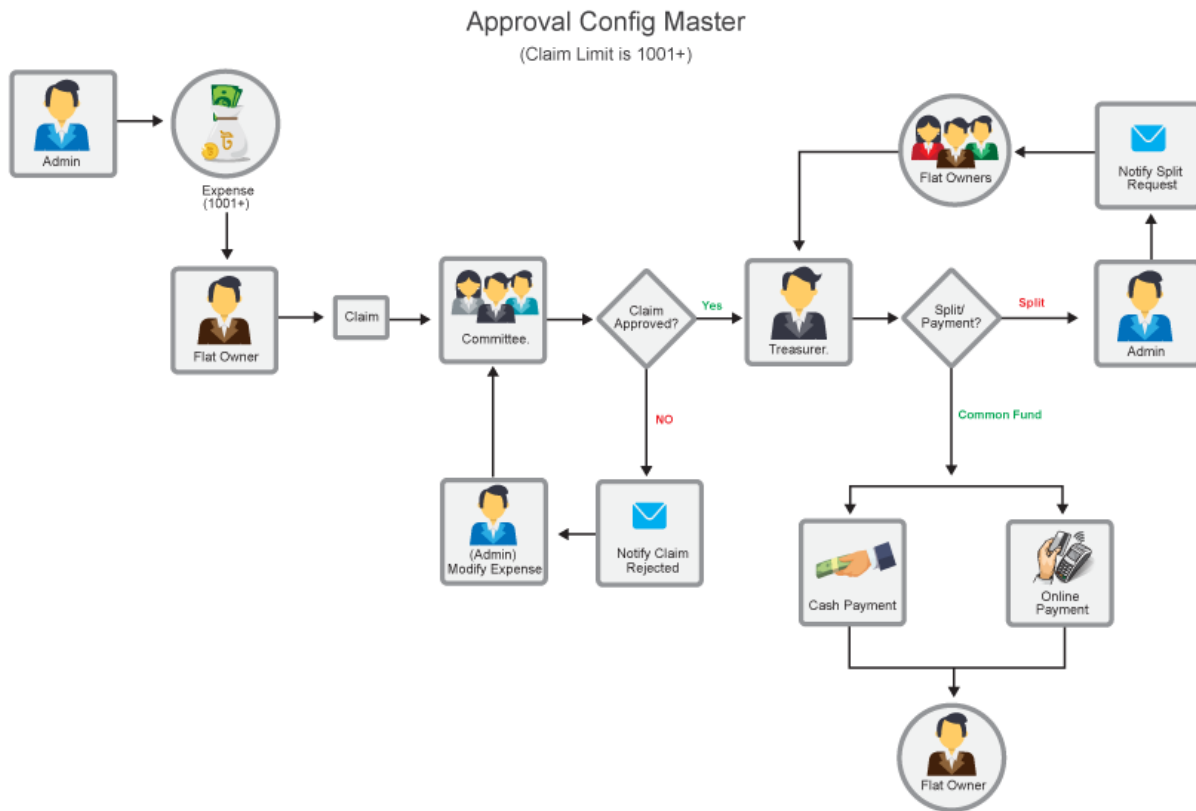 Approval Config Master
(Claim Limit is 1001+)
Admin
৳
Expense
(1001+)
Flat Owners
Notify Split
Request
Flat Owner
Claim
Committee.
Claim
Approved?
Yes
Treasurer.
Split/
Payment?
Split
Admin
NO
Common Fund
(Admin)
Modify Expense
Notify Claim
Rejected
Cash Payment
Online
Payment
Flat Owner